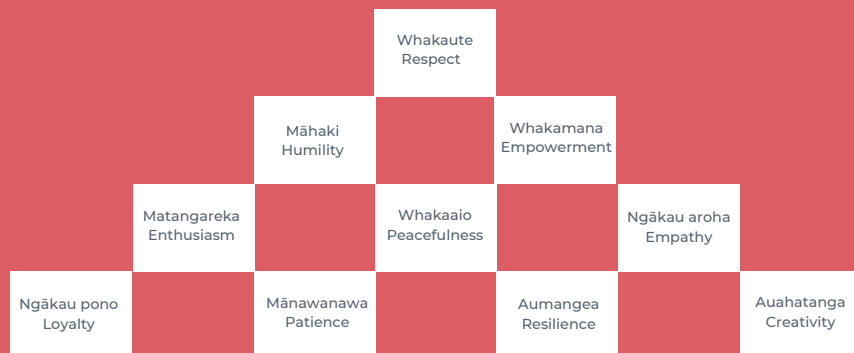 Whakaute
Respect
Māhaki
Humility
Whakamana
Empowerment
Matangareka
Enthusiasm
Whakaaio
Peacefulness
Ngākau aroha
Empathy
Ngākau pono
Loyalty
Mānawanawa
Patience
Aumangea
Resilience
Auahatanga
Creativity